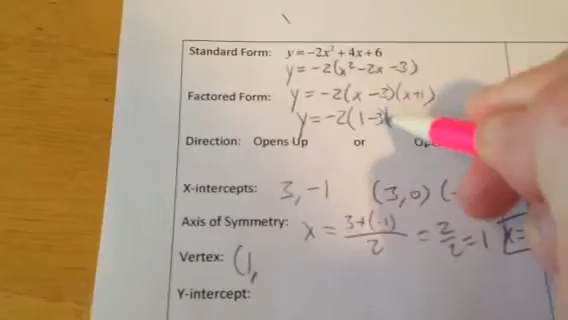 Standard Form: y = -2x² + 4x + 6
y = -2(x² - 2x - 3)
Factored Form: y = -2(x - 3)(x+1)
y = -2(1-3)
Direction: Opens Up or
X-intercepts: 3, -1 (3,0) (-
Axis of Symmetry: x = 3+(-1)/2 = 2/2 = 1 x=
Vertex: (1,
Y-intercept: